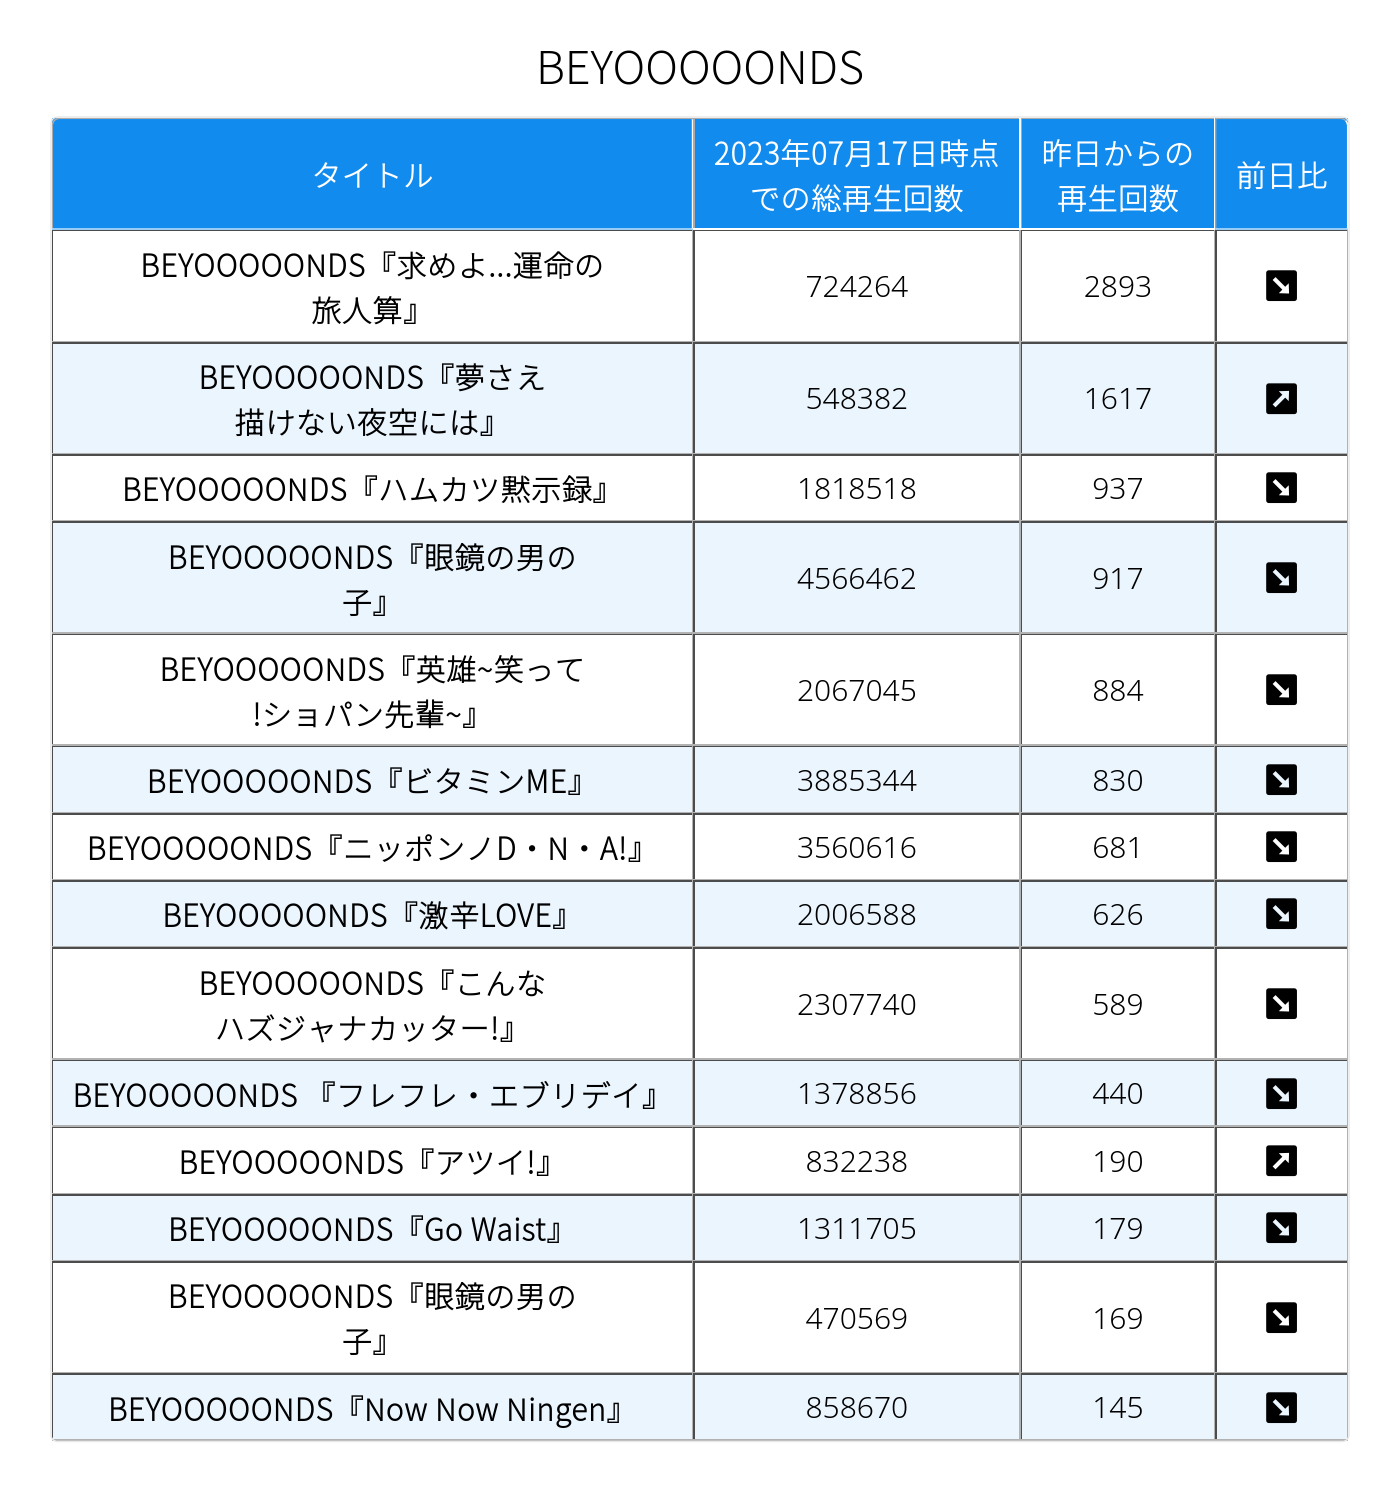 BEYOOOOONDS
タイトル
2023年07月17日時点
での総再生回数
昨日からの
再生回数
前日比
BEYOOOOONDS『求めよ...運命の
旅人算』
724264
2893
BEYOOOOONDS『夢さえ
描けない夜空には』
548382
1617
BEYOOOOONDS『ハムカツ黙示録』
1818518
937
BEYOOOOONDS『眼鏡の男の
子』
4566462
917
BEYOOOOONDS『英雄~笑って
!ショパン先輩~』
2067045
884
BEYOOOOONDS『ビタミンME』
3885344
830
BEYOOOOONDS『ニッポンノD・N・A!』
3560616
681
BEYOOOOONDS『激辛LOVE』
2006588
626
BEYOOOOONDS『こんな
ハズジャナカッター!』
2307740
589
BEYOOOOONDS 『フレフレ・エブリデイ』
1378856
440
BEYOOOOONDS『アツイ!』
832238
190
BEYOOOOONDS『Go Waist』
1311705
179
BEYOOOOONDS『眼鏡の男の
子』
470569
169
BEYOOOOONDS『Now Now Ningen』
858670
145